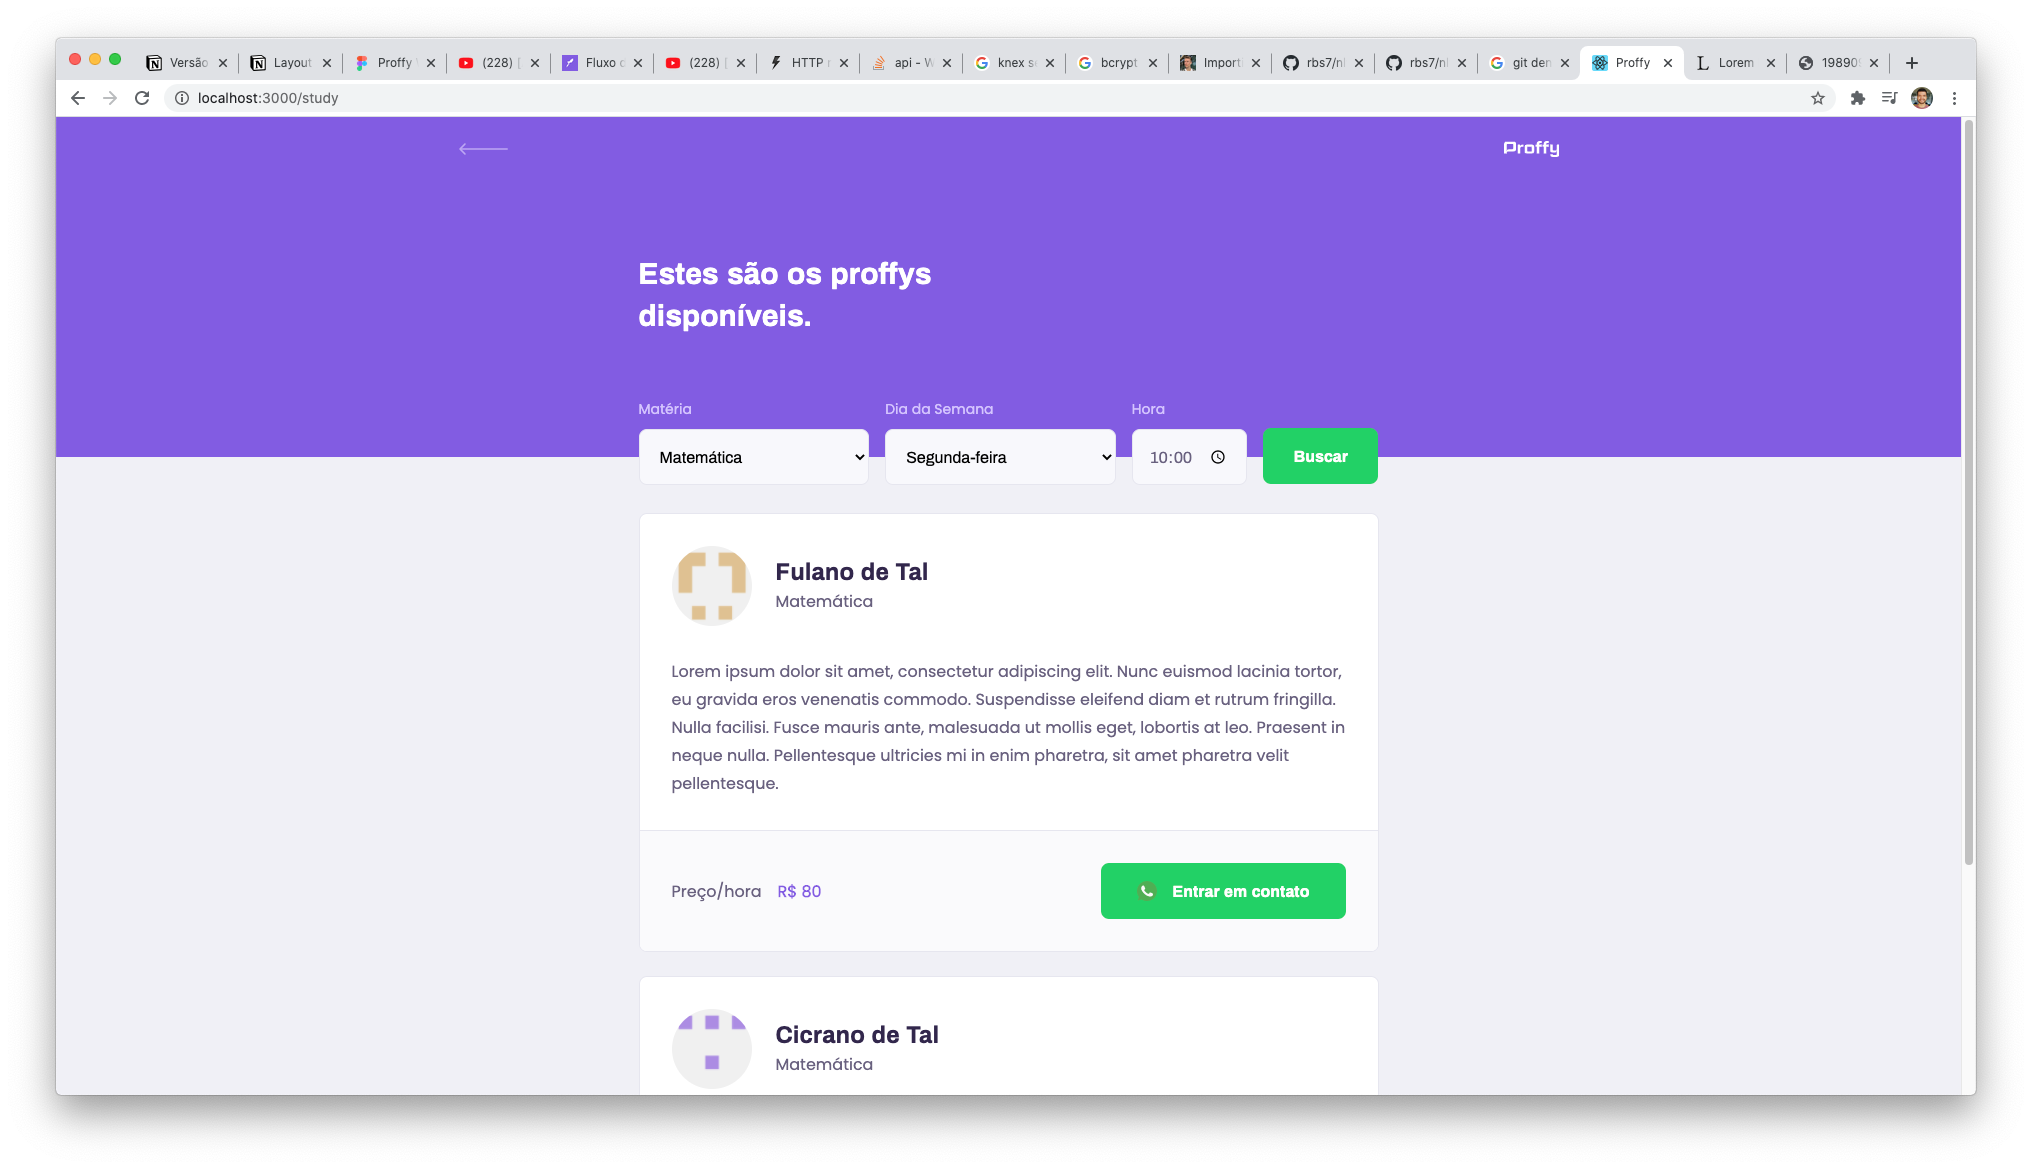 Versão
Layout
Proffy
(228)
Fluxo
(228)
HTTP
api - W
knex s
bcrypt
Import
rbs7/nl
rbs7/nl
git den
Proffy
Lorem
19890
localhost:3000/study
Proffy
Estes são os proffys
disponíveis.
Matéria
Dia da Semana
Hora
Matemática
Segunda-feira
10:00
Buscar
Fulano de Tal
Matemática
Lorem ipsum dolor sit amet, consectetur adipiscing elit. Nunc euismod lacinia tortor,
eu gravida eros venenatis commodo. Suspendisse eleifend diam et rutrum fringilla.
Nulla facilisi. Fusce mauris ante, malesuada ut mollis eget, lobortis at leo. Praesent in
neque nulla. Pellentesque ultricies mi in enim pharetra, sit amet pharetra velit
pellentesque.
Preço/hora R$ 80
Entrar em contato
Cicrano de Tal
Matemática